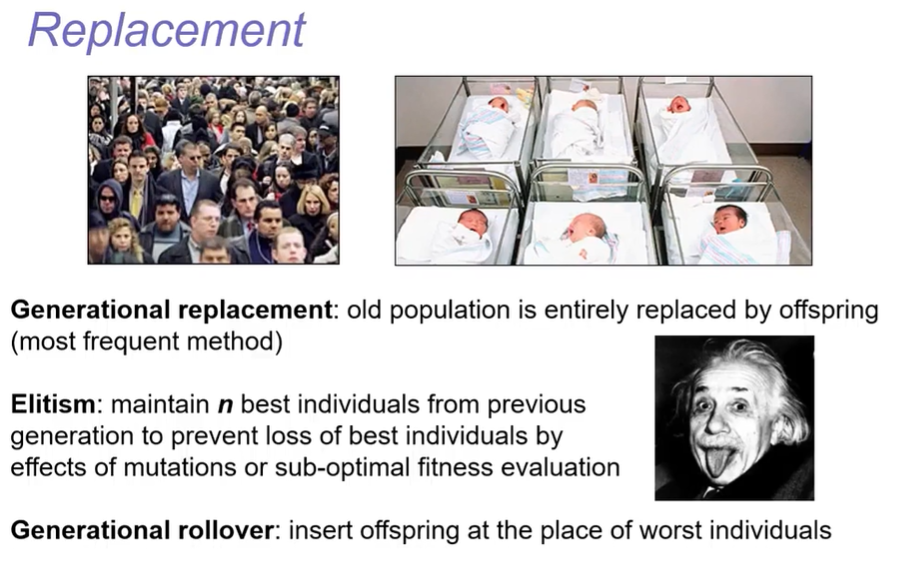 Replacement
Generational replacement: old population is entirely replaced by offspring
(most frequent method)
Elitism: maintain n best individuals from previous
generation to prevent loss of best individuals by
effects of mutations or sub-optimal fitness evaluation
Generational rollover: insert offspring at the place of worst individuals